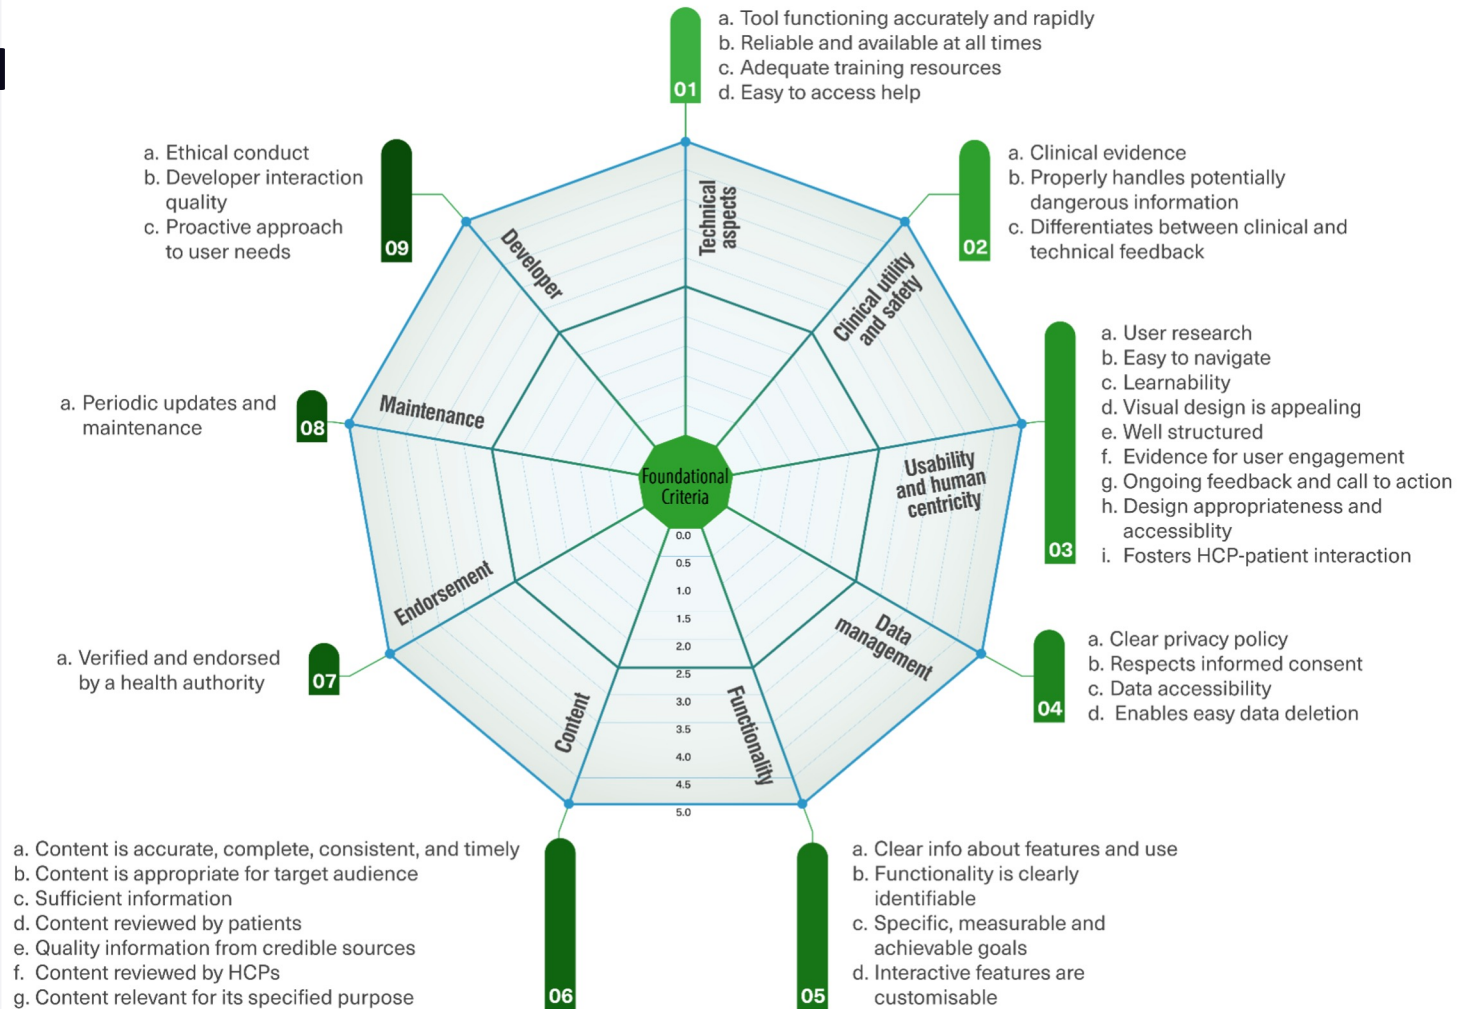 a. Tool functioning accurately and rapidly
b. Reliable and available at all times
c. Adequate training resources
d. Easy to access help
01
a. Ethical conduct
b. Developer interaction
quality
c. Proactive approach
to user needs
09
a. Clinical evidence
b. Properly handles potentially
dangerous information
c. Differentiates between clinical and
technical feedback
02
Technical
aspects
Developer
Clinical utility
and safety
a. User research
b. Easy to navigate
c. Learnability
d. Visual design is appealing
e. Well structured
f. Evidence for user engagement
g. Ongoing feedback and call to action
h. Design appropriateness and
accessiblity
i. Fosters HCP-patient interaction
03
a. Periodic updates and
maintenance
08
Maintenance
Usability
and human
centricity
Foundational
Criteria
0.0
0.5
1.0
1.5
2.0
2.5
3.0
3.5
4.0
4.5
5.0
Endorsement
Data
management
a. Verified and endorsed
by a health authority
07
a. Clear privacy policy
b. Respects informed consent
c. Data accessibility
d. Enables easy data deletion
04
Content
Functionality
a. Content is accurate, complete, consistent, and timely
b. Content is appropriate for target audience
c. Sufficient information
d. Content reviewed by patients
e. Quality information from credible sources
f. Content reviewed by HCPs
g. Content relevant for its specified purpose
06
a. Clear info about features and use
b. Functionality is clearly
identifiable
c. Specific, measurable and
achievable goals
d. Interactive features are
customisable
05